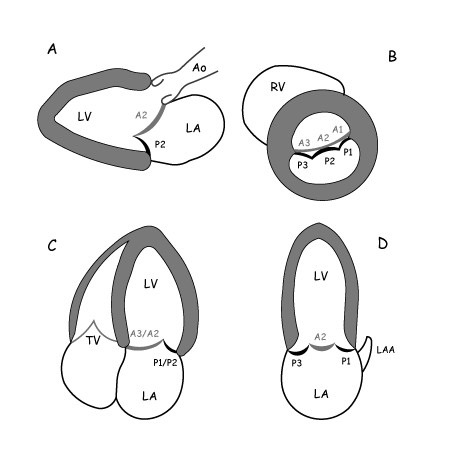 A
Ao
LV
A2
LA
P2
B
RV
A3 A2 A1
P3 P2 P1
C
LV
TV
A3/A2
P1/P2
LA
D
LV
A2
LAA
P3 P1
LA